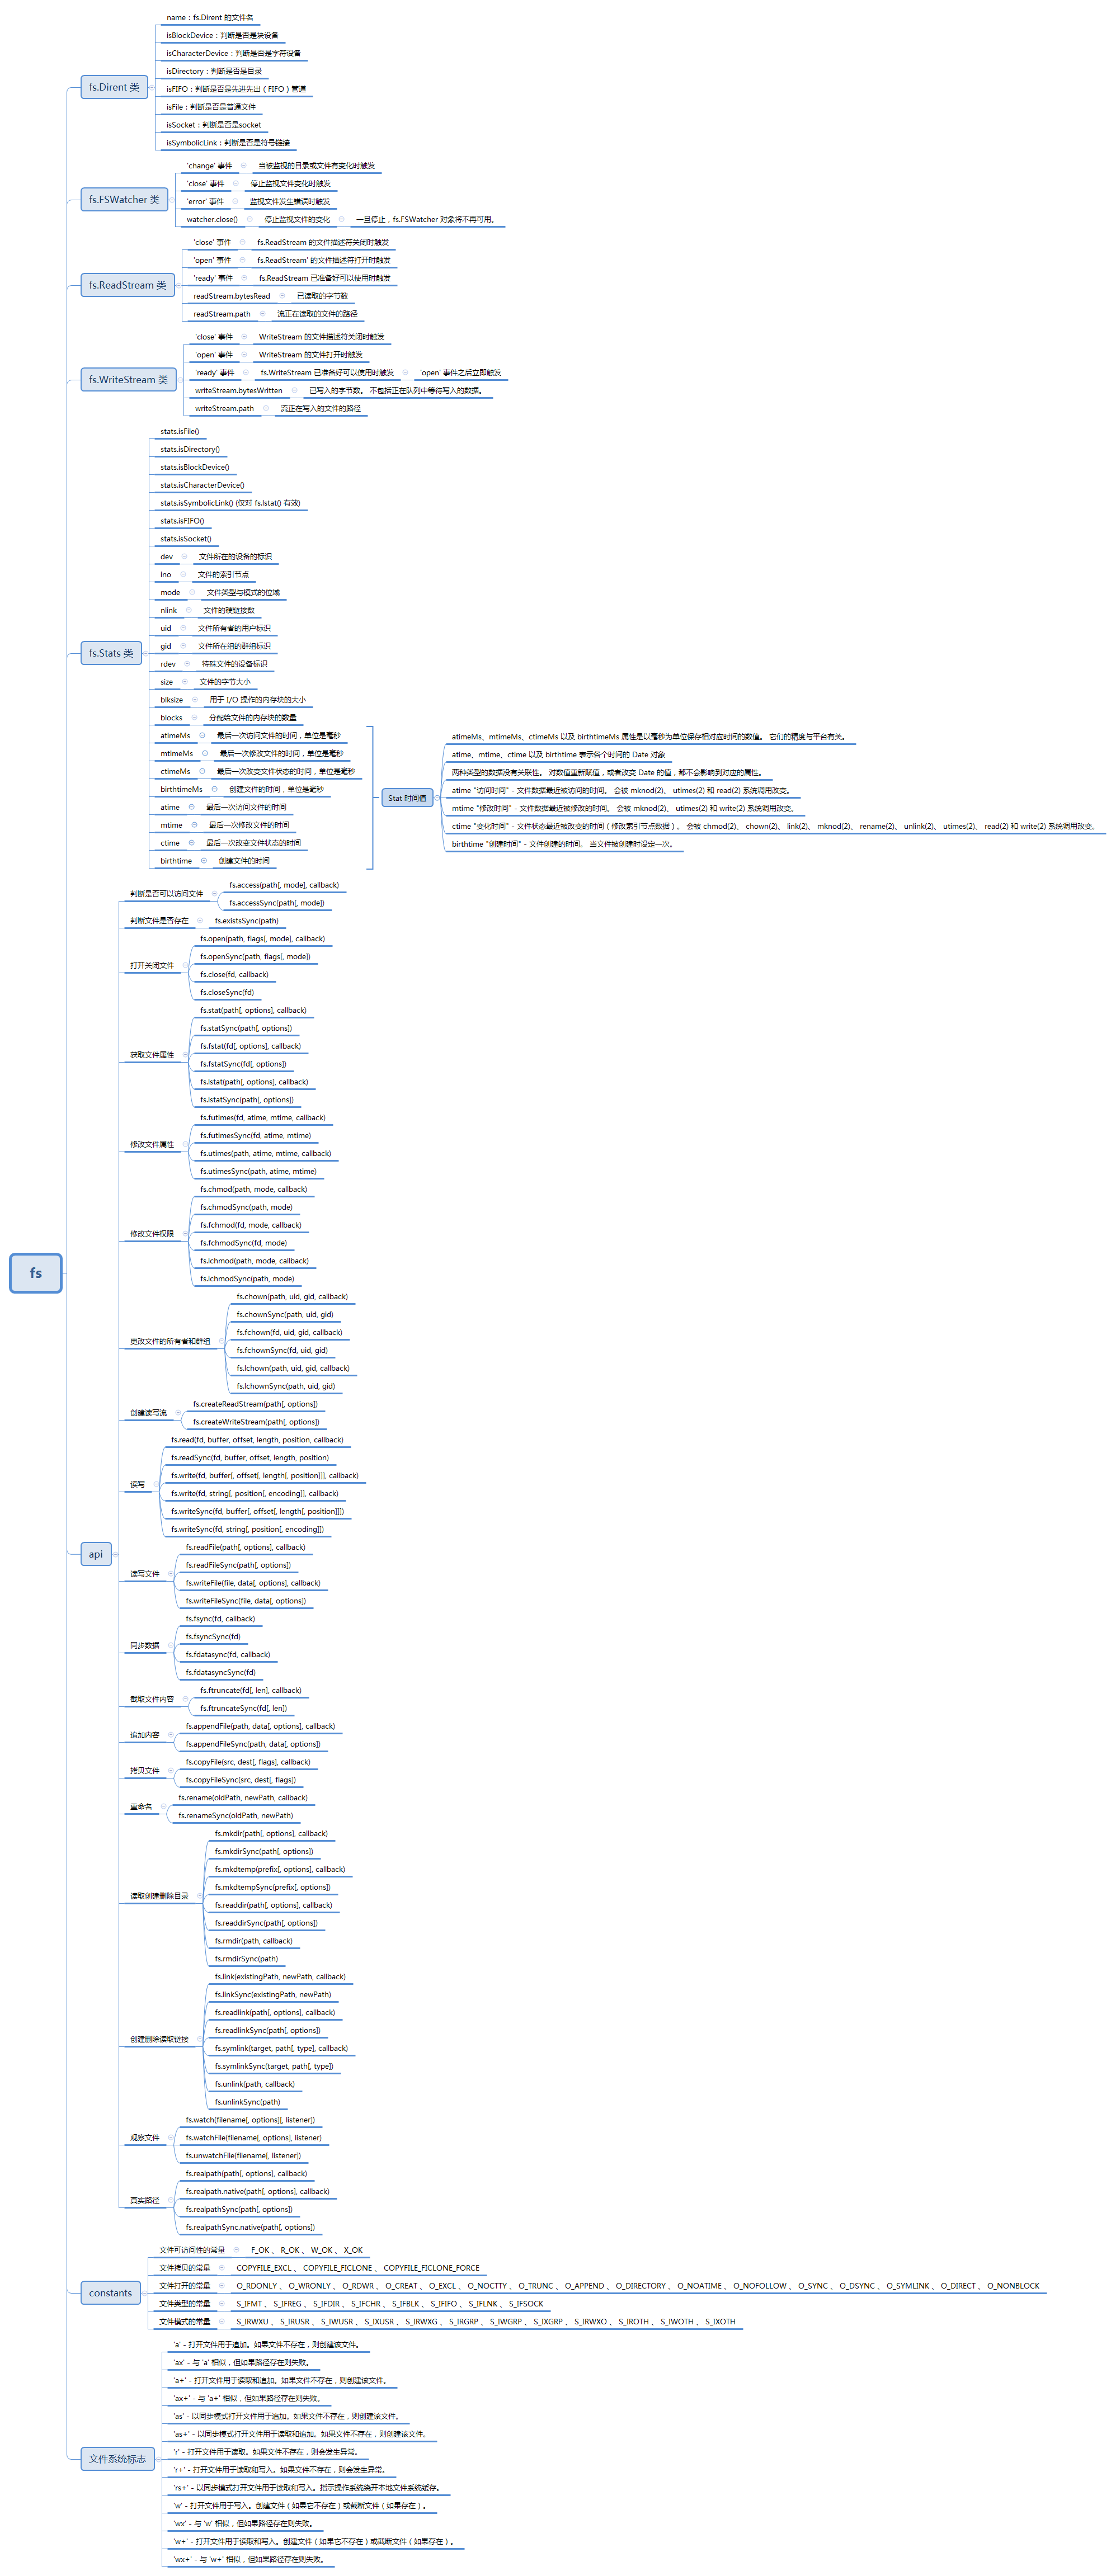 fs
fs.Dirent 类
name：fs.Dirent 的文件名
isBlockDevice：判断是否是块设备
isCharacterDevice：判断是否是字符设备
isDirectory：判断是否是目录
isFIFO：判断是否是先进先出（FIFO）管道
isFile：判断是否是普通文件
isSocket：判断是否是socket
isSymbolicLink：判断是否是符号链接
fs.FSWatcher 类
'change' 事件 当被监视的目录或文件有变化时触发
'close' 事件 停止监视文件变化时触发
'error' 事件 监视文件发生错误时触发
watcher.close() 停止监视文件的变化 一旦停止，fs.FSWatcher 对象将不再可用。
fs.ReadStream 类
'close' 事件 fs.ReadStream 的文件描述符关闭时触发
'open' 事件 fs.ReadStream' 的文件描述符打开时触发
'ready' 事件 fs.ReadStream 已准备好可以使用时触发
readStream.bytesRead 已读取的字节数
readStream.path 流正在读取的文件的路径
fs.WriteStream 类
'close' 事件 WriteStream 的文件描述符关闭时触发
'open' 事件 WriteStream 的文件打开时触发
'ready' 事件 fs.WriteStream 已准备好可以使用时触发 'open' 事件之后立即触发
writeStream.bytesWritten 已写入的字节数。 不包括正在队列中等待写入的数据。
writeStream.path 流正在写入的文件的路径
fs.Stats 类
stats.isFile()
stats.isDirectory()
stats.isBlockDevice()
stats.isCharacterDevice()
stats.isSymbolicLink() (仅对 fs.lstat() 有效)
stats.isFIFO()
stats.isSocket()
dev 文件所在的设备的标识
ino 文件的索引节点
mode 文件类型与模式的位域
nlink 文件的硬链接数
uid 文件所有者的用户标识
gid 文件所在组的群组标识
rdev 特殊文件的设备标识
size 文件的字节大小
blksize 用于 I/O 操作的内存块的大小
blocks 分配给文件的内存块的数量
atimeMs 最后一次访问文件的时间，单位是毫秒
mtimeMs 最后一次修改文件的时间，单位是毫秒
ctimeMs 最后一次改变文件状态的时间，单位是毫秒
birthtimeMs 创建文件的时间，单位是毫秒
atime 最后一次访问文件的时间
mtime 最后一次修改文件的时间
ctime 最后一次改变文件状态的时间
birthtime 创建文件的时间
Stat 时间值
atimeMs、mtimeMs、ctimeMs 以及 birthtimeMs 属性是以毫秒为单位保存相对应时间的数值。 它们的精度与平台有关。
atime、mtime、ctime 以及 birthtime 表示各个时间的 Date 对象
两种类型的数据没有关联性。 对数值重新赋值，或者改变 Date 的值，都不会影响到对应的属性。
atime "访问时间" - 文件数据最近被访问的时间。 会被 mknod(2)、 utimes(2) 和 read(2) 系统调用改变。
mtime "修改时间" - 文件数据最近被修改的时间。 会被 mknod(2)、 utimes(2) 和 write(2) 系统调用改变。
ctime "变化时间" - 文件状态最近被改变的时间（修改索引节点数据）。 会被 chmod(2)、 chown(2)、 link(2)、 mknod(2)、 rename(2)、 unlink(2)、 utimes(2)、 read(2) 和 write(2) 系统调用改变。
birthtime "创建时间" - 文件创建的时间。 当文件被创建时设定一次。
api
判断是否可以访问文件
fs.access(path[, mode], callback)
fs.accessSync(path[, mode])
判断文件是否存在 fs.existsSync(path)
打开关闭文件
fs.open(path, flags[, mode], callback)
fs.openSync(path, flags[, mode])
fs.close(fd, callback)
fs.closeSync(fd)
获取文件属性
fs.stat(path[, options], callback)
fs.statSync(path[, options])
fs.fstat(fd[, options], callback)
fs.fstatSync(fd[, options])
fs.lstat(path[, options], callback)
fs.lstatSync(path[, options])
修改文件属性
fs.futimes(fd, atime, mtime, callback)
fs.futimesSync(fd, atime, mtime)
fs.utimes(path, atime, mtime, callback)
fs.utimesSync(path, atime, mtime)
修改文件权限
fs.chmod(path, mode, callback)
fs.chmodSync(path, mode)
fs.fchmod(fd, mode, callback)
fs.fchmodSync(fd, mode)
fs.lchmod(path, mode, callback)
fs.lchmodSync(path, mode)
更改文件的所有者和群组
fs.chown(path, uid, gid, callback)
fs.chownSync(path, uid, gid)
fs.fchown(fd, uid, gid, callback)
fs.fchownSync(fd, uid, gid)
fs.lchown(path, uid, gid, callback)
fs.lchownSync(path, uid, gid)
创建读写流
fs.createReadStream(path[, options])
fs.createWriteStream(path[, options])
读写
fs.read(fd, buffer, offset, length, position, callback)
fs.readSync(fd, buffer, offset, length, position)
fs.write(fd, buffer[, offset[, length[, position]]], callback)
fs.write(fd, string[, position[, encoding]], callback)
fs.writeSync(fd, buffer[, offset[, length[, position]]])
fs.writeSync(fd, string[, position[, encoding]])
读写文件
fs.readFile(path[, options], callback)
fs.readFileSync(path[, options])
fs.writeFile(file, data[, options], callback)
fs.writeFileSync(file, data[, options])
同步数据
fs.fsync(fd, callback)
fs.fsyncSync(fd)
fs.fdatasync(fd, callback)
fs.fdatasyncSync(fd)
截取文件内容
fs.ftruncate(fd[, len], callback)
fs.ftruncateSync(fd[, len])
追加内容
fs.appendFile(path, data[, options], callback)
fs.appendFileSync(path, data[, options])
拷贝文件
fs.copyFile(src, dest[, flags], callback)
fs.copyFileSync(src, dest[, flags])
重命名
fs.rename(oldPath, newPath, callback)
fs.renameSync(oldPath, newPath)
读取创建删除目录
fs.mkdir(path[, options], callback)
fs.mkdirSync(path[, options])
fs.mkdtemp(prefix[, options], callback)
fs.mkdtempSync(prefix[, options])
fs.readdir(path[, options], callback)
fs.readdirSync(path[, options])
fs.rmdir(path, callback)
fs.rmdirSync(path)
创建删除读取链接
fs.link(existingPath, newPath, callback)
fs.linkSync(existingPath, newPath)
fs.readlink(path[, options], callback)
fs.readlinkSync(path[, options])
fs.symlink(target, path[, type], callback)
fs.symlinkSync(target, path[, type])
fs.unlink(path, callback)
fs.unlinkSync(path)
观察文件
fs.watch(filename[, options][, listener])
fs.watchFile(filename[, options], listener)
fs.unwatchFile(filename[, listener])
真实路径
fs.realpath(path[, options], callback)
fs.realpath.native(path[, options], callback)
fs.realpathSync(path[, options])
fs.realpathSync.native(path[, options])
constants
文件可访问性的常量 F_OK 、 R_OK 、 W_OK 、 X_OK
文件拷贝的常量 COPYFILE_EXCL 、 COPYFILE_FICLONE 、 COPYFILE_FICLONE_FORCE
文件打开的常量 O_RDONLY 、 O_WRONLY 、 O_RDWR 、 O_CREAT 、 O_EXCL 、 O_NOCTTY 、 O_TRUNC 、 O_APPEND 、 O_DIRECTORY 、 O_NOATIME 、 O_NOFOLLOW 、 O_SYNC 、 O_DSYNC 、 O_SYMLINK 、 O_DIRECT 、 O_NONBLOCK
文件类型的常量 S_IFMT 、 S_IFREG 、 S_IFDIR 、 S_IFCHR 、 S_IFBLK 、 S_IFIFO 、 S_IFLNK 、 S_IFSOCK
文件模式的常量 S_IRWXU 、 S_IRUSR 、 S_IWUSR 、 S_IXUSR 、 S_IRWXG 、 S_IRGRP 、 S_IWGRP 、 S_IXGRP 、 S_IRWXO 、 S_IROTH 、 S_IWOTH 、 S_IXOTH
文件系统标志
'a' - 打开文件用于追加。如果文件不存在，则创建该文件。
'ax' - 与 'a' 相似，但如果路径存在则失败。
'a+' - 打开文件用于读取和追加。如果文件不存在，则创建该文件。
'ax+' - 与 'a+' 相似，但如果路径存在则失败。
'as' - 以同步模式打开文件用于追加。如果文件不存在，则创建该文件。
'as+' - 以同步模式打开文件用于读取和追加。如果文件不存在，则创建该文件。
'r' - 打开文件用于读取。如果文件不存在，则会发生异常。
'r+' - 打开文件用于读取和写入。如果文件不存在，则会发生异常。
'rs+' - 以同步模式打开文件用于读取和写入。指示操作系统绕开本地文件系统缓存。
'w' - 打开文件用于写入。创建文件（如果它不存在）或截断文件（如果存在）。
'wx' - 与 'w' 相似，但如果路径存在则失败。
'w+' - 打开文件用于读取和写入。创建文件（如果它不存在）或截断文件（如果存在）。
'wx+' - 与 'w+' 相似，但如果路径存在则失败。